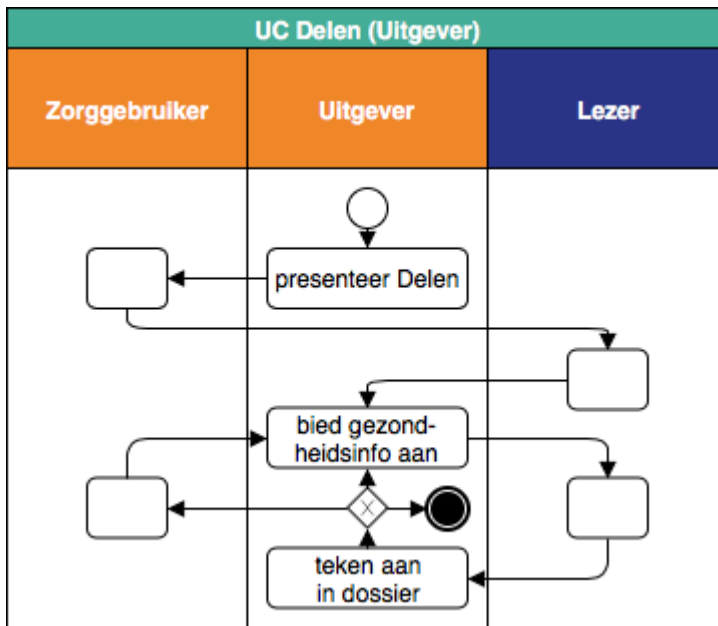 UC Delen (Uitgever)
Zorggebruiker
Uitgever
Lezer
presenteer Delen
bied gezond-
heidsinfo aan
X
teken aan
in dossier